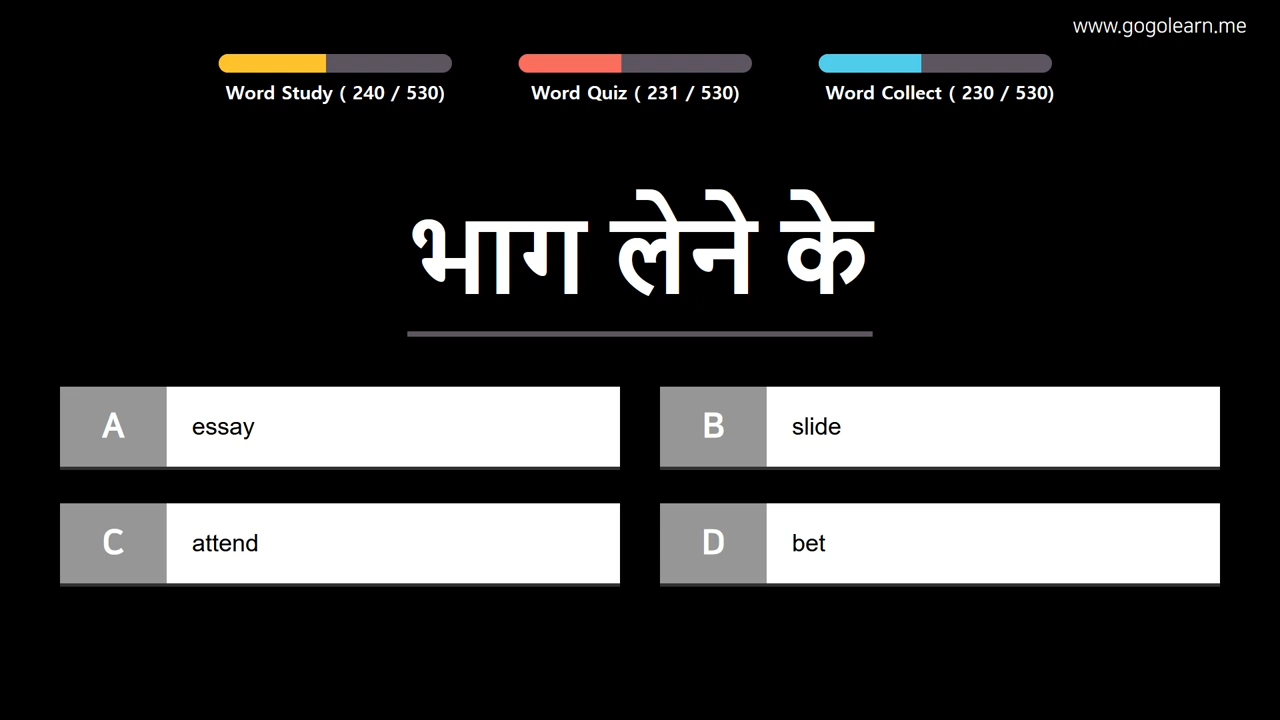 www.gogolearn.me
Word Study ( 240 / 530)
Word Quiz ( 231 / 530)
Word Collect ( 230 / 530)
भाग लेने के
A essay
B slide
C attend
D bet